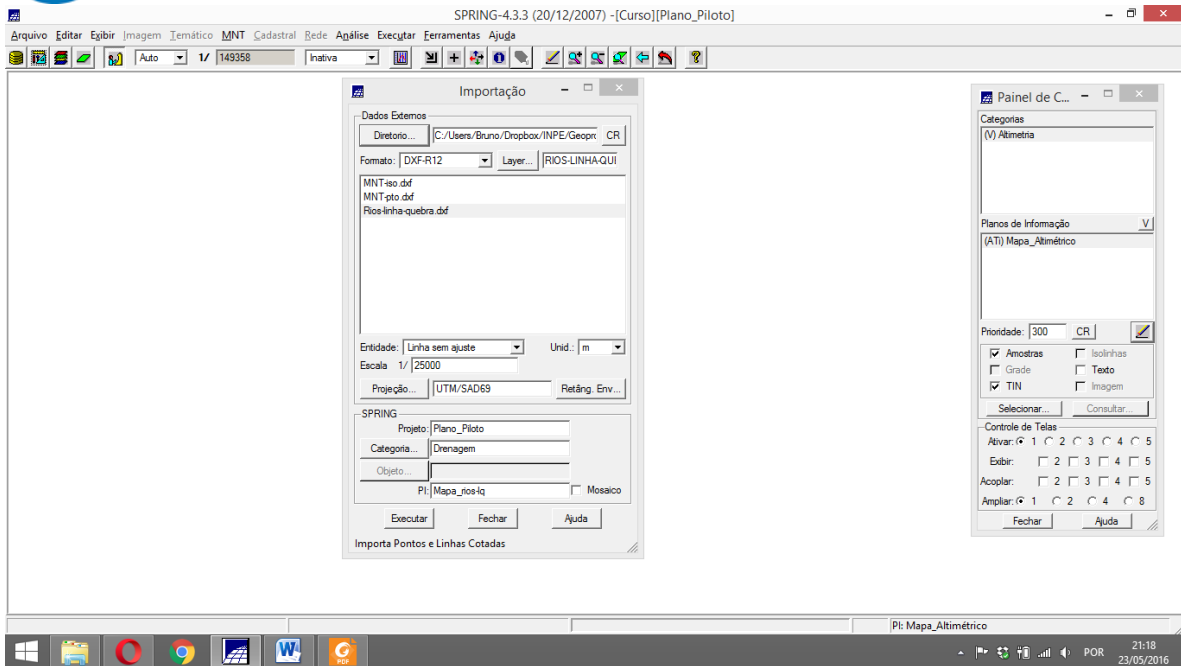 SPRING-4.3.3 (20/12/2007) -[Curso][Plano_Piloto]
Arquivo Editar Exibir Imagem Temático MNT Cadastral Rede Análise Executar Ferramentas Ajuda
Auto 1/ 149358 Inativa
Importação
Dados Externos
Diretorio... C:/Users/Bruno/Dropbox/INPE/Geopro CR
Formato: DXF-R12 Layer... RIOS-LINHA-QUI
MNT-iso.dxf
MNT-pto.dxf
Rios-linha-quebra.dxf
Entidade: Linha sem ajuste Unid.: m
Escala 1/ 25000
Projeção... UTM/SAD69 Retâng. Env...
SPRING
Projeto: Plano_Piloto
Categoria... Drenagem
Objeto...
PI: Mapa_rios-lq Mosaico
Executar Fechar Ajuda
Importa Pontos e Linhas Cotadas
Painel de C...
Categorias
(V) Altimetria
Planos de Informação V
(ATi) Mapa_Altimétrico
Prioridade: 300 CR
Amostras Isolinhas
Grade Texto
TIN Imagem
Selecionar... Consultar...
Controle de Telas
Ativar: 1 2 3 4 5
Exibir: 2 3 4 5
Acoplar: 2 3 4 5
Ampliar: 1 2 4 8
Fechar Ajuda
PI: Mapa_Altimétrico
PDF
POR
21:18
23/05/2016